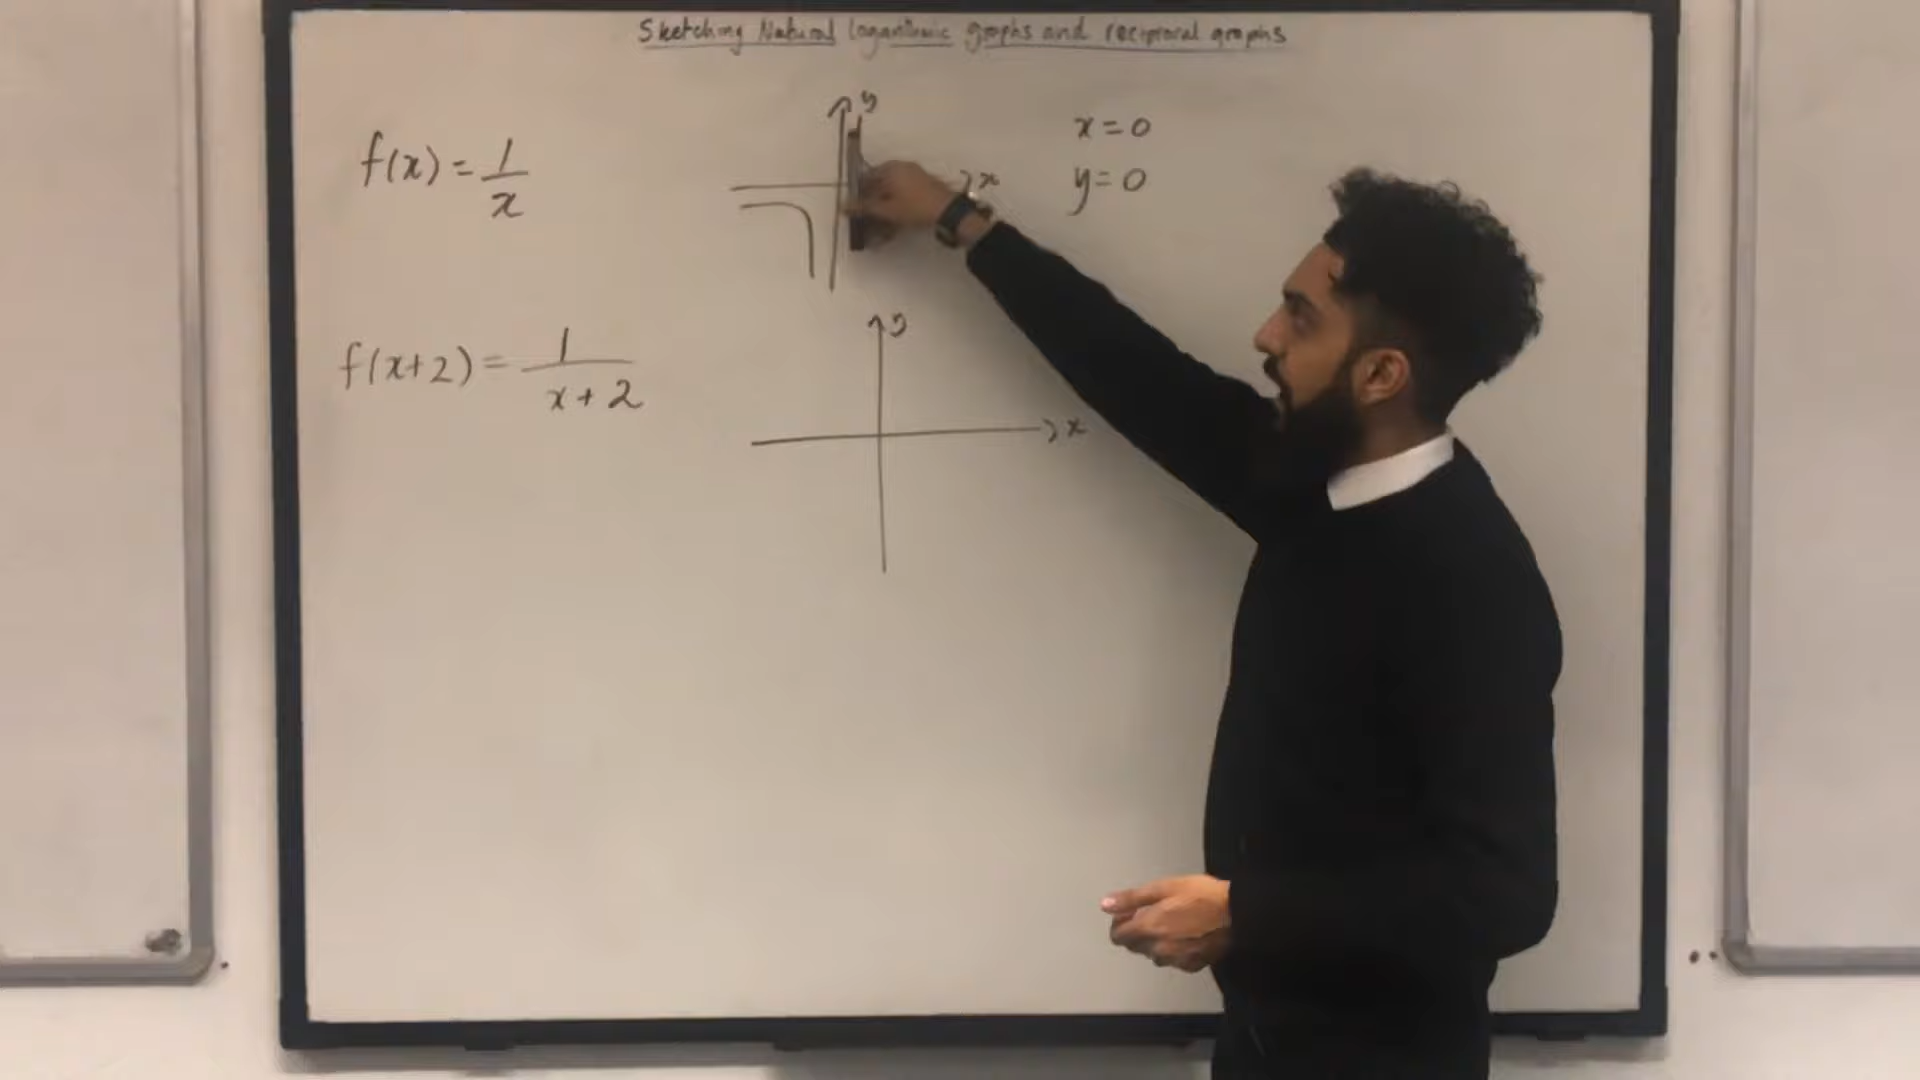 Sketching Natural logarithmic graphs and reciprocal graphs
f(x) = 1/x
y
x
x = 0
y = 0
f(x+2) = 1/(x+2)
y
x